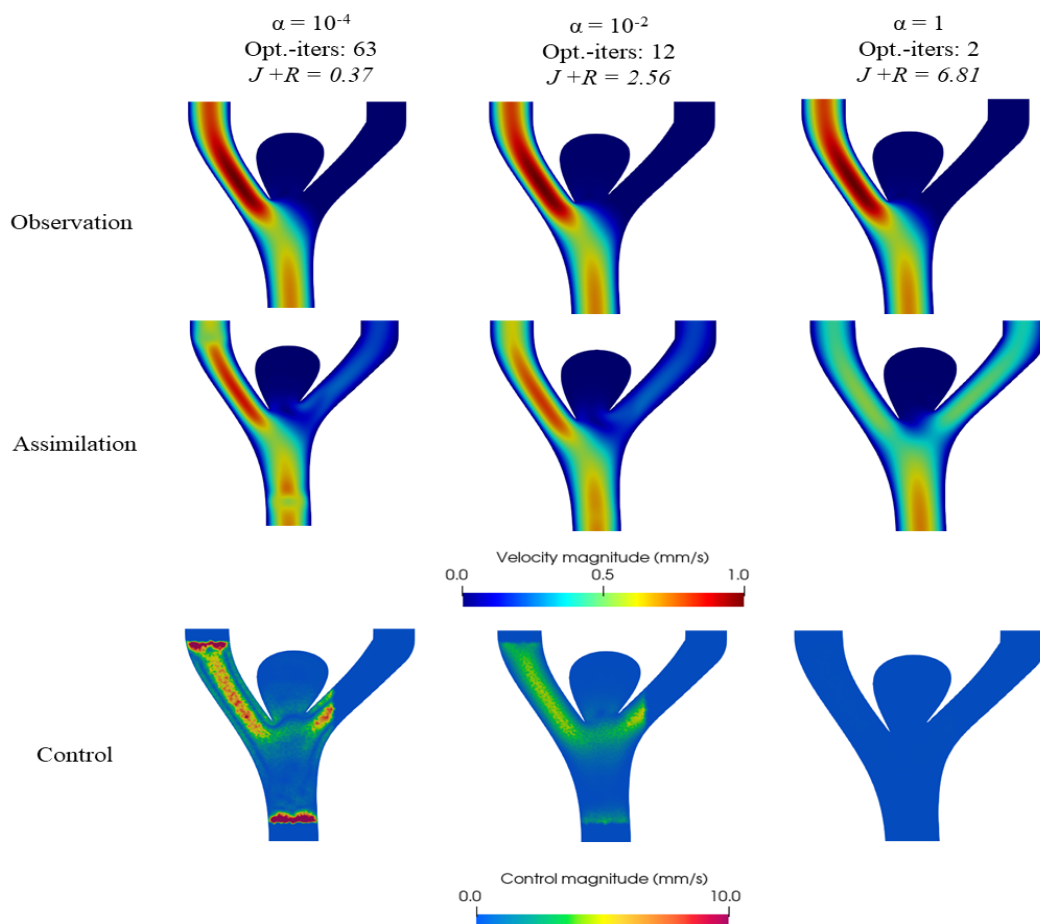 α = 10⁻⁴
Opt.-iters: 63
J +R = 0.37
α = 10⁻²
Opt.-iters: 12
J +R = 2.56
α = 1
Opt.-iters: 2
J +R = 6.81
Observation
Assimilation
Velocity magnitude (mm/s)
0.0 0.5 1.0
Control
Control magnitude (mm/s)
0.0 10.0